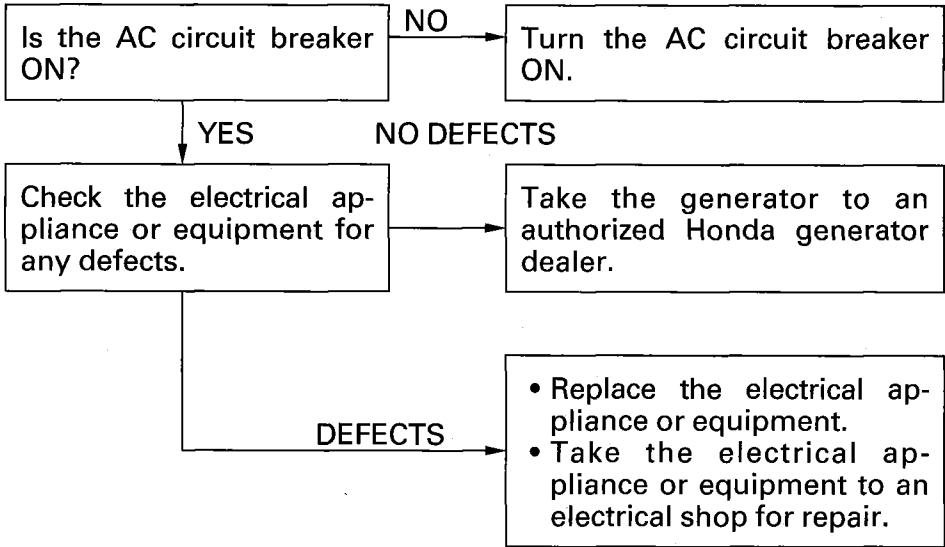 Is the AC circuit breaker
ON?
NO
Turn the AC circuit breaker
ON.
YES
NO DEFECTS
Check the electrical ap-
pliance or equipment for
any defects.
Take the generator to an
authorized Honda generator
dealer.
DEFECTS
• Replace the electrical ap-
pliance or equipment.
• Take the electrical ap-
pliance or equipment to an
electrical shop for repair.